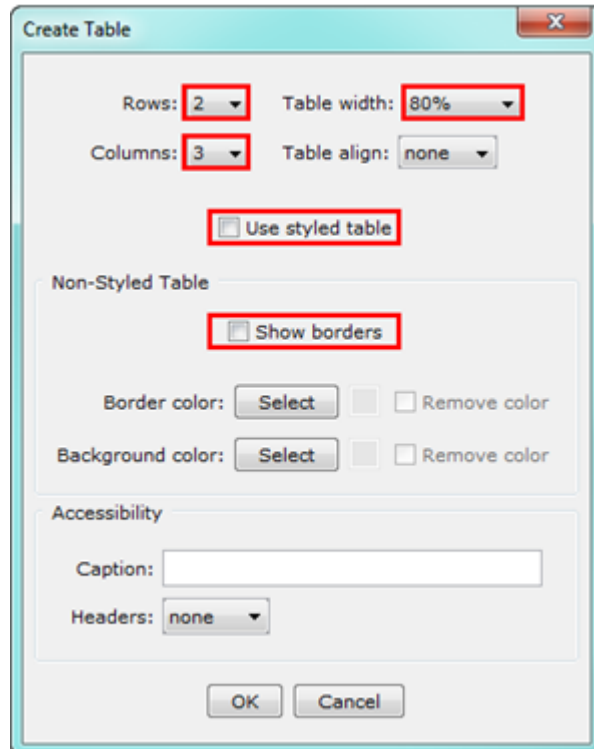 Create Table
Rows: 2 Table width: 80%
Columns: 3 Table align: none
Use styled table
Non-Styled Table
Show borders
Border color: Select Remove color
Background color: Select Remove color
Accessibility
Caption:
Headers: none
OK Cancel